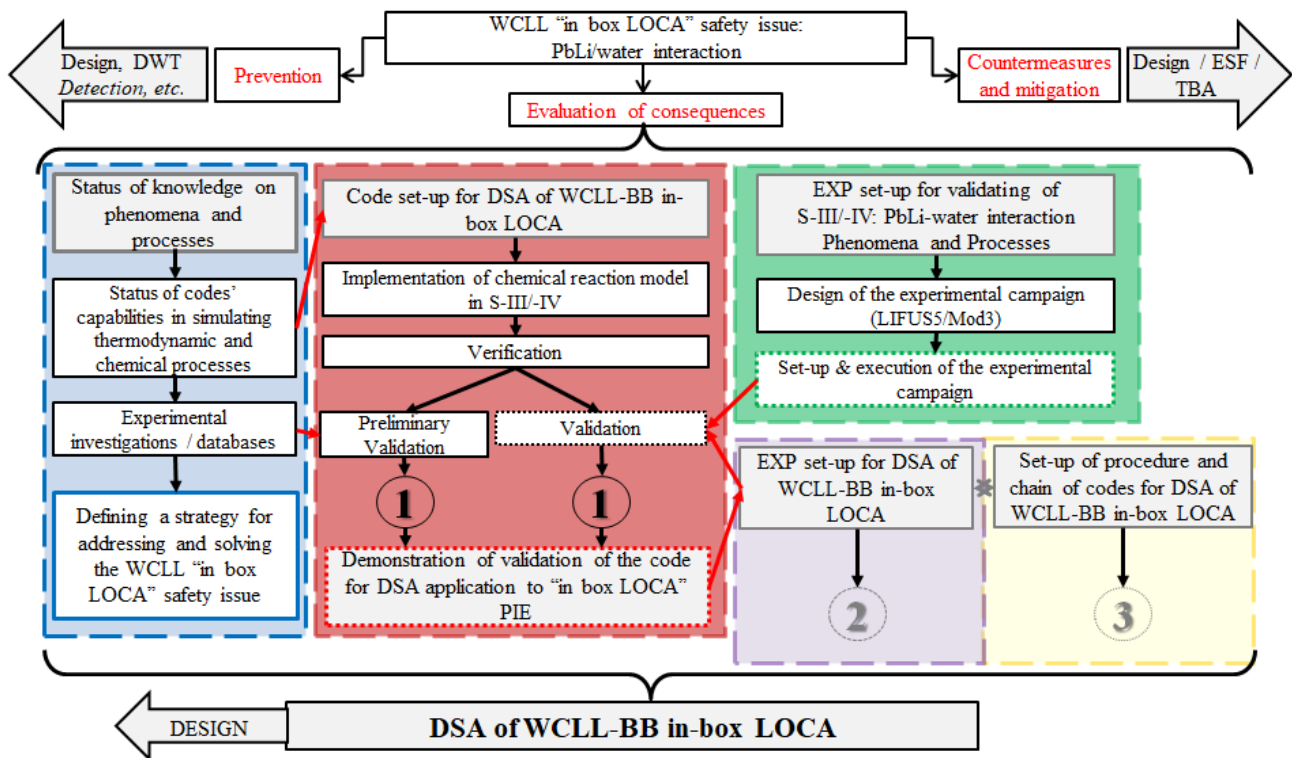 WCLL “in box LOCA” safety issue:
PbLi/water interaction
Design, DWT
Detection, etc.
Prevention
Countermeasures
and mitigation
Design / ESF /
TBA
Evaluation of consequences
Status of knowledge on
phenomena and
processes
Status of codes’
capabilities in simulating
thermodynamic and
chemical processes
Experimental
investigations / databases
Defining a strategy for
addressing and solving
the WCLL “in box
LOCA” safety issue
Code set-up for DSA of WCLL-BB in-
box LOCA
Implementation of chemical reaction model
in S-III/-IV
Verification
Preliminary
Validation
Validation
1
1
Demonstration of validation of the code
for DSA application to “in box LOCA”
PIE
EXP set-up for validating of
S-III/-IV: PbLi-water interaction
Phenomena and Processes
Design of the experimental campaign
(LIFUS5/Mod3)
Set-up & execution of the experimental
campaign
EXP set-up for DSA of
WCLL-BB in-box
LOCA
2
Set-up of procedure and
chain of codes for DSA of
WCLL-BB in-box LOCA
3
DESIGN
DSA of WCLL-BB in-box LOCA